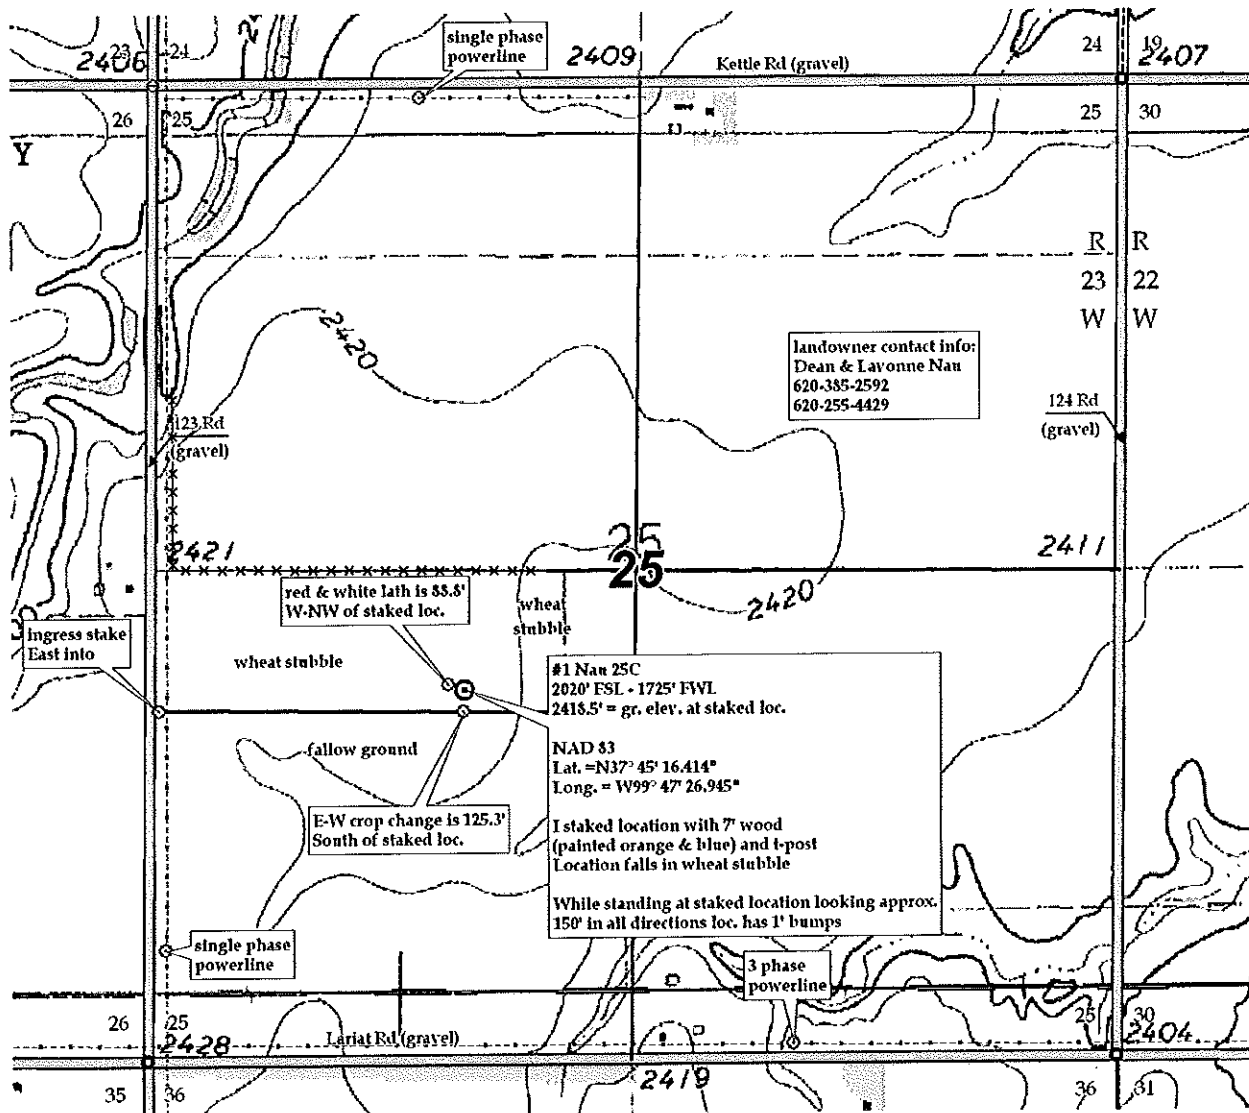 23 24
2406
single phase
powerline
2409
Kettle Rd (gravel)
24 19
2407
26 25
25 30
Y
R R
23 22
W W
2420
landowner contact info:
Dean & Lavonne Nau
620-385-2592
620-255-4429
123 Rd
(gravel)
124 Rd
(gravel)
2421
25
25
2411
red & white lath is 88.8'
W-NW of staked loc.
wheat
stubble
2420
ingress stake
East into
wheat stubble
#1 Nau 25C
2020' FSL - 1725' FWL
2418.5' = gr. elev. at staked loc.
NAD 83
Lat. =N37° 45' 16.414"
Long. = W99° 47' 26.945"
I staked location with 7' wood
(painted orange & blue) and t-post
Location falls in wheat stubble
While standing at staked location looking approx.
150' in all directions loc. has 1' bumps
fallow ground
E-W crop change is 125.3'
South of staked loc.
single phase
powerline
3 phase
powerline
26 25
2428
Lariat Rd (gravel)
25 30
2404
35 36
2419
36 31